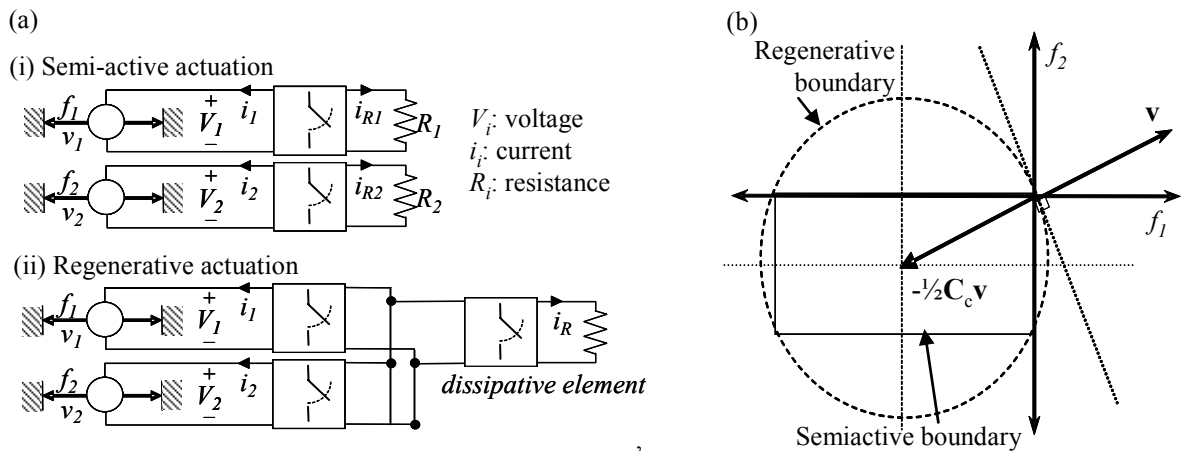 (a)
(i) Semi-active actuation
f1
v1
+
V1
–
i1
iR1
R1
f2
v2
+
V2
–
i2
iR2
R2
Vi: voltage
ii: current
Ri: resistance
(ii) Regenerative actuation
f1
v1
+
V1
–
i1
iR
f2
v2
+
V2
–
i2
dissipative element
,
(b)
Regenerative
boundary
f2
v
f1
-½Ccv
Semiactive boundary